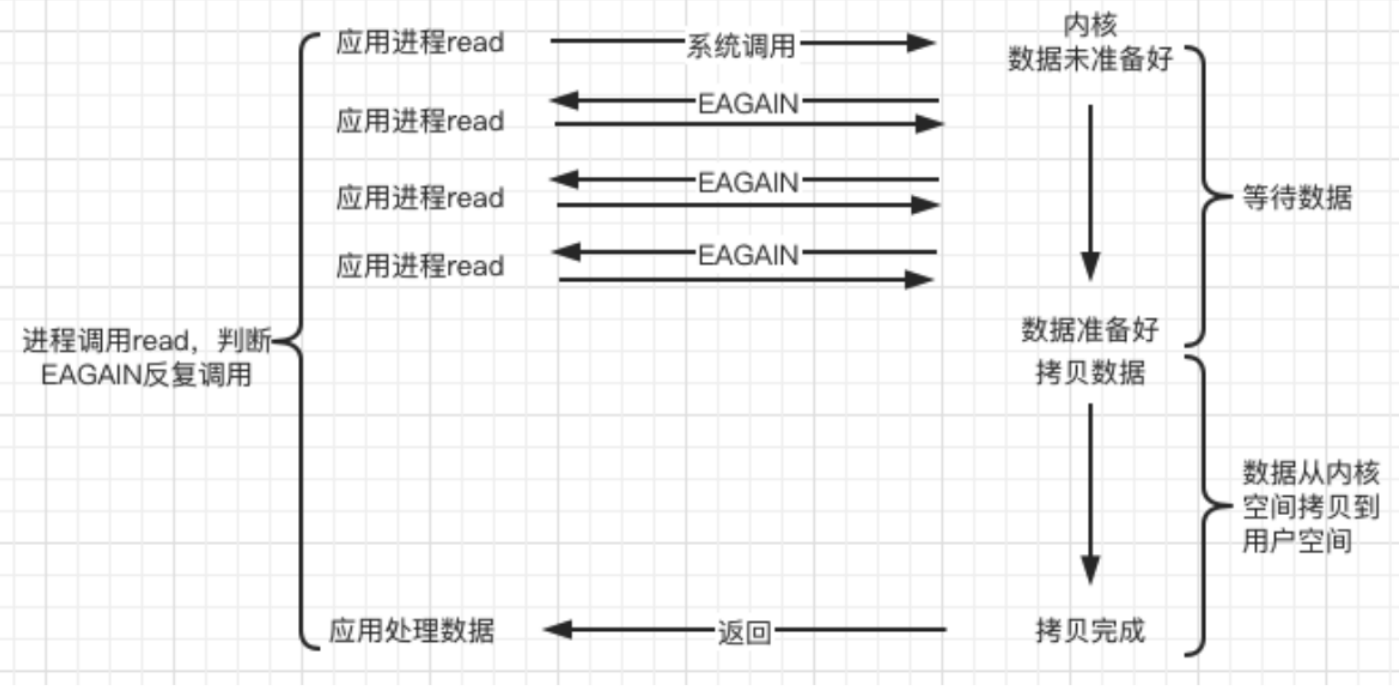 应用进程read
系统调用
内核
数据未准备好
EAGAIN
应用进程read
EAGAIN
应用进程read
等待数据
EAGAIN
应用进程read
进程调用read，判断
EAGAIN反复调用
数据准备好
拷贝数据
数据从内核
空间拷贝到
用户空间
应用处理数据
返回
拷贝完成